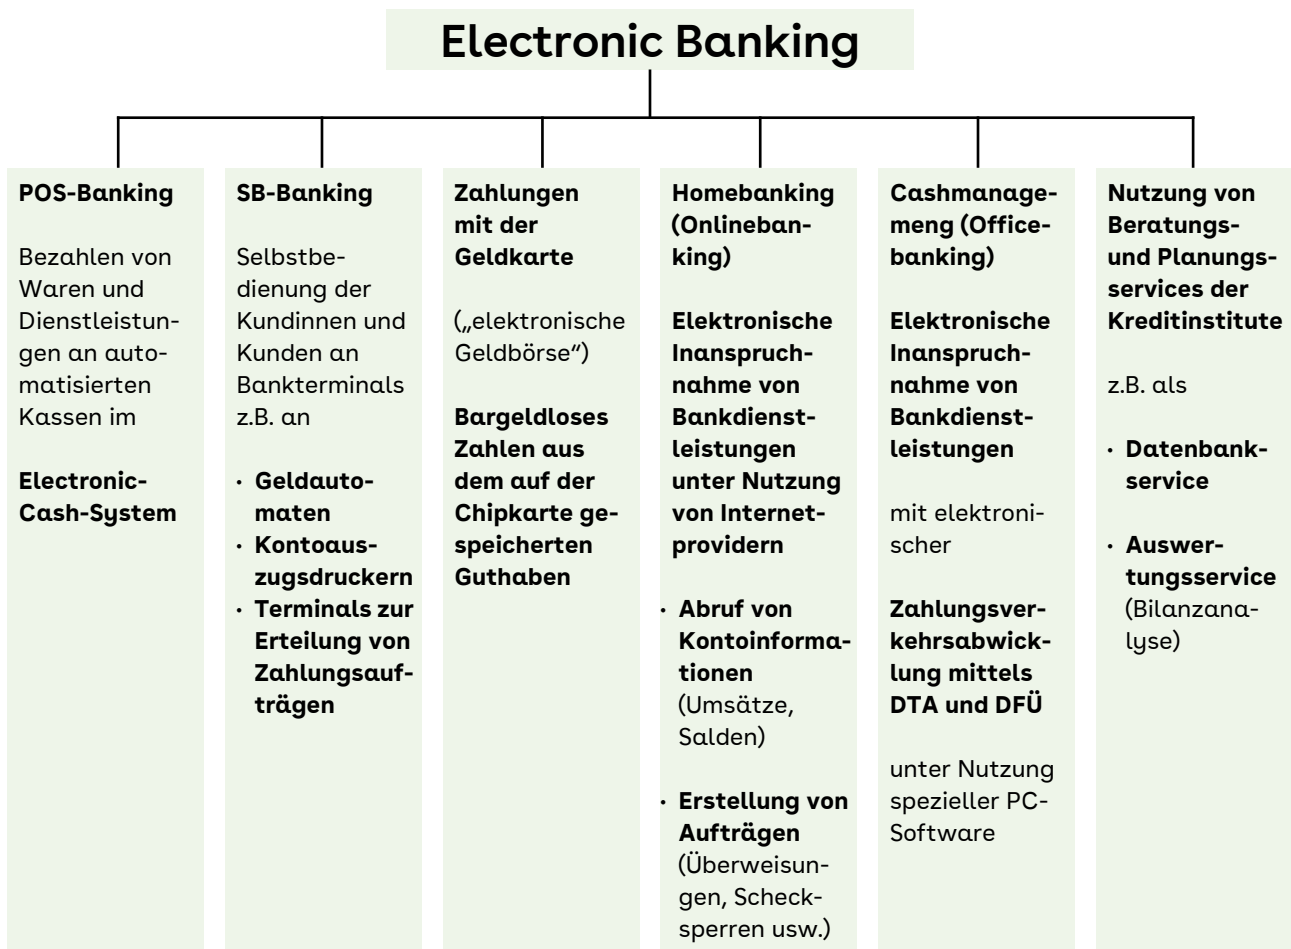 Electronic Banking
POS-Banking
Bezahlen von
Waren und
Dienstleistun-
gen an auto-
matisierten
Kassen im
Electronic-
Cash-System
SB-Banking
Selbstbe-
dienung der
Kundinnen und
Kunden an
Bankterminals
z.B. an
· Geldauto-
maten
· Kontoaus-
zugsdruckern
· Terminals zur
Erteilung von
Zahlungsauf-
trägen
Zahlungen
mit der
Geldkarte
(„elektronische
Geldbörse“)
Bargeldloses
Zahlen aus
dem auf der
Chipkarte ge-
speicherten
Guthaben
Homebanking
(Onlineban-
king)
Elektronische
Inanspruch-
nahme von
Bankdienst-
leistungen
unter Nutzung
von Internet-
providern
· Abruf von
Kontoinforma-
tionen
(Umsätze,
Salden)
· Erstellung von
Aufträgen
(Überweisun-
gen, Scheck-
sperren usw.)
Cashmanage-
meng (Office-
banking)
Elektronische
Inanspruch-
nahme von
Bankdienst-
leistungen
mit elektroni-
scher
Zahlungsver-
kehrsabwick-
lung mittels
DTA und DFÜ
unter Nutzung
spezieller PC-
Software
Nutzung von
Beratungs-
und Planungs-
services der
Kreditinstitute
z.B. als
· Datenbank-
service
· Auswer-
tungsservice
(Bilanzana-
lyse)